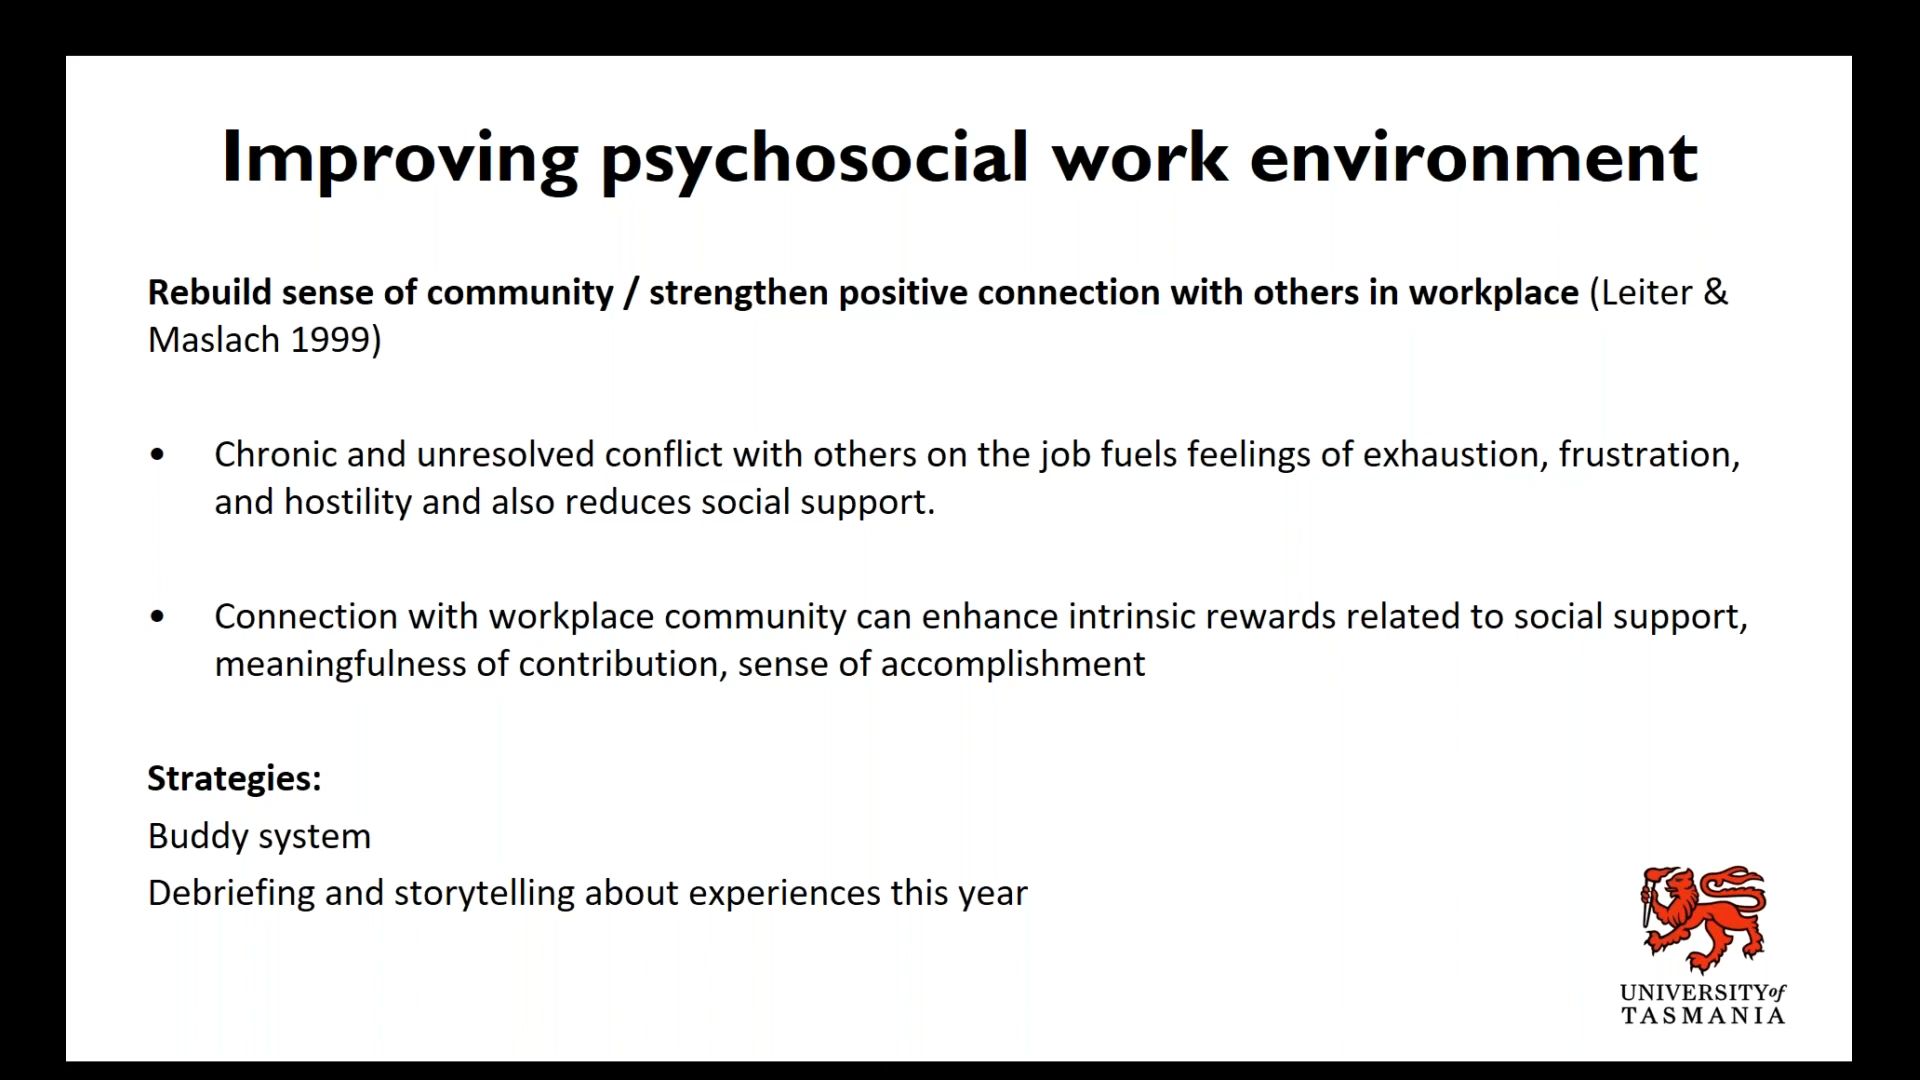 Improving psychosocial work environment
Rebuild sense of community / strengthen positive connection with others in workplace (Leiter &
Maslach 1999)
• Chronic and unresolved conflict with others on the job fuels feelings of exhaustion, frustration,
and hostility and also reduces social support.
• Connection with workplace community can enhance intrinsic rewards related to social support,
meaningfulness of contribution, sense of accomplishment
Strategies:
Buddy system
Debriefing and storytelling about experiences this year
UNIVERSITY of
TASMANIA